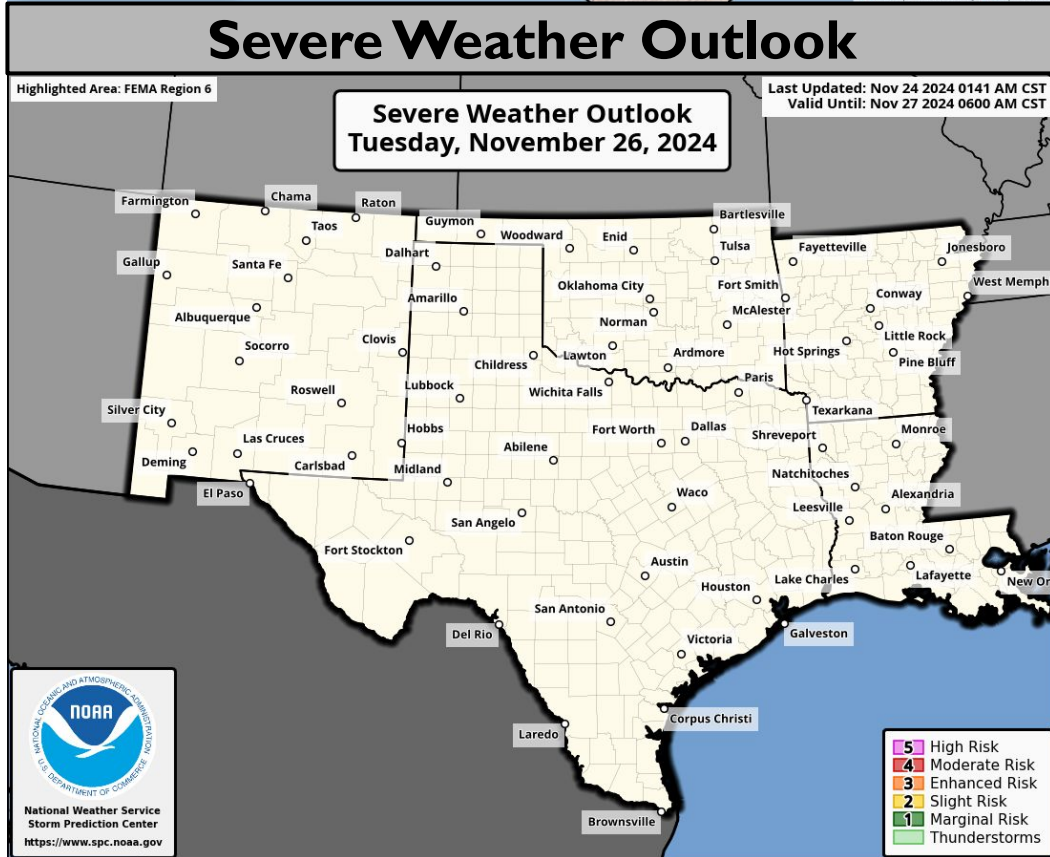 Severe Weather Outlook
Highlighted Area: FEMA Region 6
Last Updated: Nov 24 2024 0141 AM CST
Valid Until: Nov 27 2024 0600 AM CST
Severe Weather Outlook
Tuesday, November 26, 2024
Farmington
Chama
Raton
Taos
Guymon
Woodward
Enid
Bartlesville
Tulsa
Fayetteville
Jonesboro
Gallup
Santa Fe
Dalhart
Oklahoma City
Fort Smith
West Memph
Albuquerque
Amarillo
Norman
McAlester
Conway
Little Rock
Socorro
Clovis
Childress
Lawton
Ardmore
Hot Springs
Pine Bluff
Roswell
Lubbock
Wichita Falls
Paris
Texarkana
Silver City
Las Cruces
Hobbs
Abilene
Fort Worth
Dallas
Shreveport
Monroe
Deming
Carlsbad
Midland
Natchitoches
El Paso
San Angelo
Waco
Leesville
Alexandria
Fort Stockton
Baton Rouge
Austin
Houston
Lake Charles
Lafayette
New Or
San Antonio
Del Rio
Victoria
Galveston
Laredo
Corpus Christi
Brownsville
NATIONAL OCEANIC AND ATMOSPHERIC ADMINISTRATION
NOAA
U.S. DEPARTMENT OF COMMERCE
National Weather Service
Storm Prediction Center
https://www.spc.noaa.gov
5 High Risk
4 Moderate Risk
3 Enhanced Risk
2 Slight Risk
1 Marginal Risk
Thunderstorms